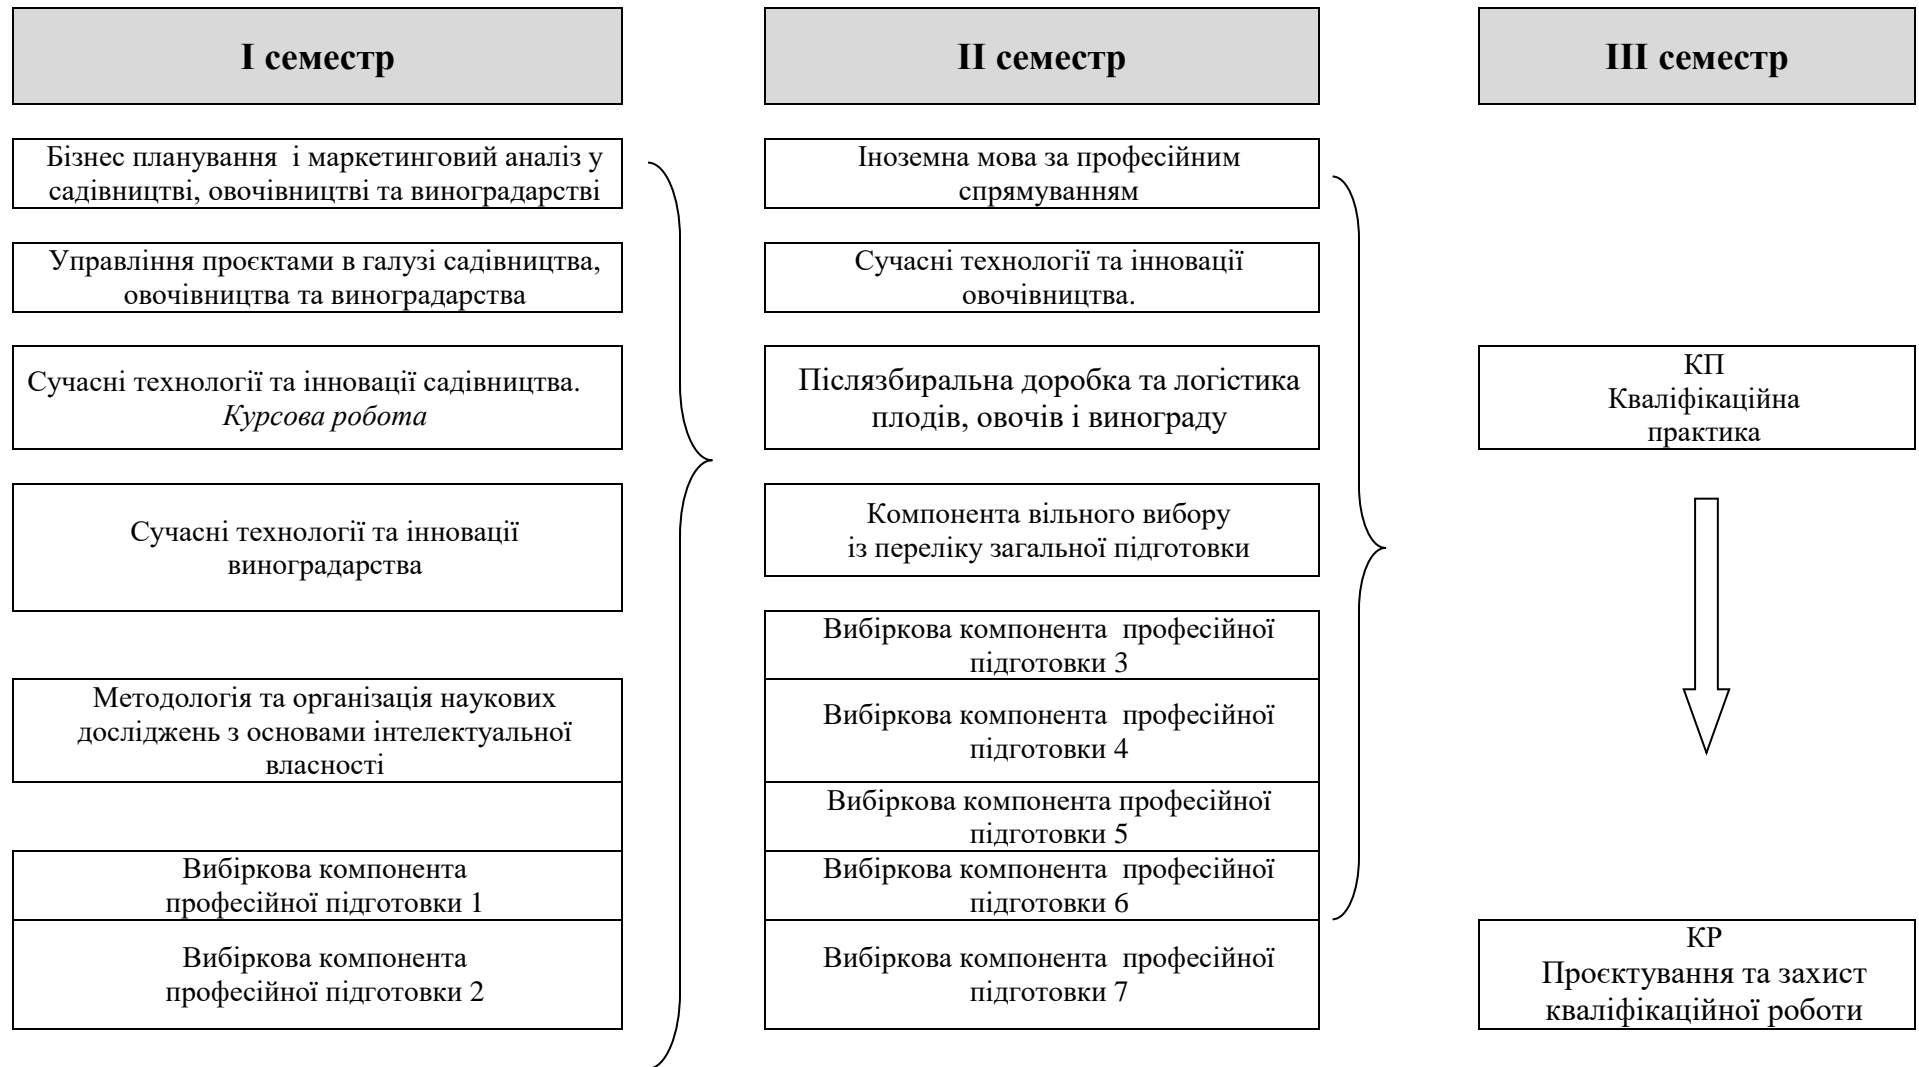 I семестр
Бізнес планування і маркетинговий аналіз у
садівництві, овочівництві та виноградарстві
Управління проєктами в галузі садівництва,
овочівництва та виноградарства
Сучасні технології та інновації садівництва.
Курсова робота
Сучасні технології та інновації
виноградарства
Методологія та організація наукових
досліджень з основами інтелектуальної
власності
Вибіркова компонента
професійної підготовки 1
Вибіркова компонента
професійної підготовки 2
II семестр
Іноземна мова за професійним
спрямуванням
Сучасні технології та інновації
овочівництва.
Післязбиральна доробка та логістика
плодів, овочів і винограду
Компонента вільного вибору
із переліку загальної підготовки
Вибіркова компонента професійної
підготовки 3
Вибіркова компонента професійної
підготовки 4
Вибіркова компонента професійної
підготовки 5
Вибіркова компонента професійної
підготовки 6
Вибіркова компонента професійної
підготовки 7
III семестр
КП
Кваліфікаційна
практика
КР
Проєктування та захист
кваліфікаційної роботи